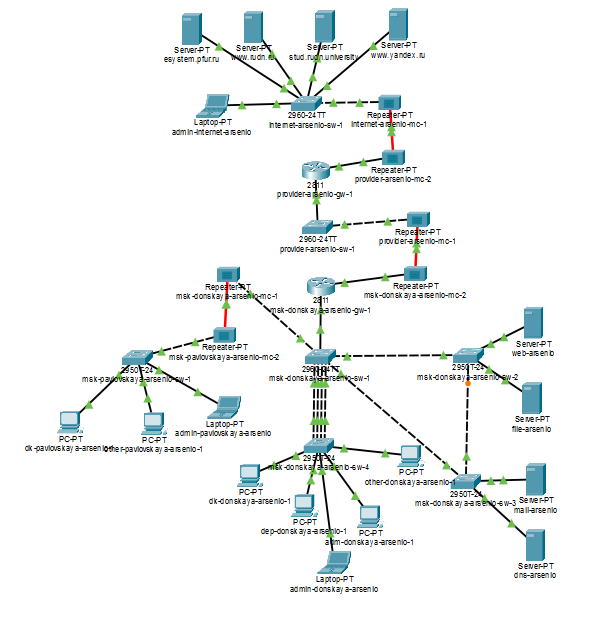 Server-PT
esystem.pfur.ru
Server-PT
www.rudn.ru
Server-PT
stud.rudn.university
Server-PT
www.yandex.ru
Laptop-PT
admin-internet-arsenio
2960-24TT
internet-arsenio-sw-1
Repeater-PT
internet-arsenio-mc-1
Repeater-PT
provider-arsenio-mc-2
2811
provider-arsenio-gw-1
2960-24TT
provider-arsenio-sw-1
Repeater-PT
provider-arsenio-mc-1
Repeater-PT
msk-donskaya-arsenio-mc-2
2811
msk-donskaya-arsenio-gw-1
Repeater-PT
msk-donskaya-arsenio-mc-1
Repeater-PT
msk-pavlovskaya-arsenio-mc-2
2950T-24
msk-pavlovskaya-arsenio-sw-1
2960-24TT
msk-donskaya-arsenio-sw-1
2950T-24
msk-donskaya-arsenio-sw-2
Server-PT
web-arsenio
Server-PT
file-arsenio
PC-PT
dk-pavlovskaya-arsenio-1
PC-PT
other-pavlovskaya-arsenio-1
Laptop-PT
admin-pavlovskaya-arsenio
2950T-24
msk-donskaya-arsenio-sw-4
PC-PT
other-donskaya-arsenio-1
2950T-24
msk-donskaya-arsenio-sw-3
Server-PT
mail-arsenio
Server-PT
dns-arsenio
PC-PT
dk-donskaya-arsenio-1
PC-PT
dep-donskaya-arsenio-1
PC-PT
adm-donskaya-arsenio-1
Laptop-PT
admin-donskaya-arsenio